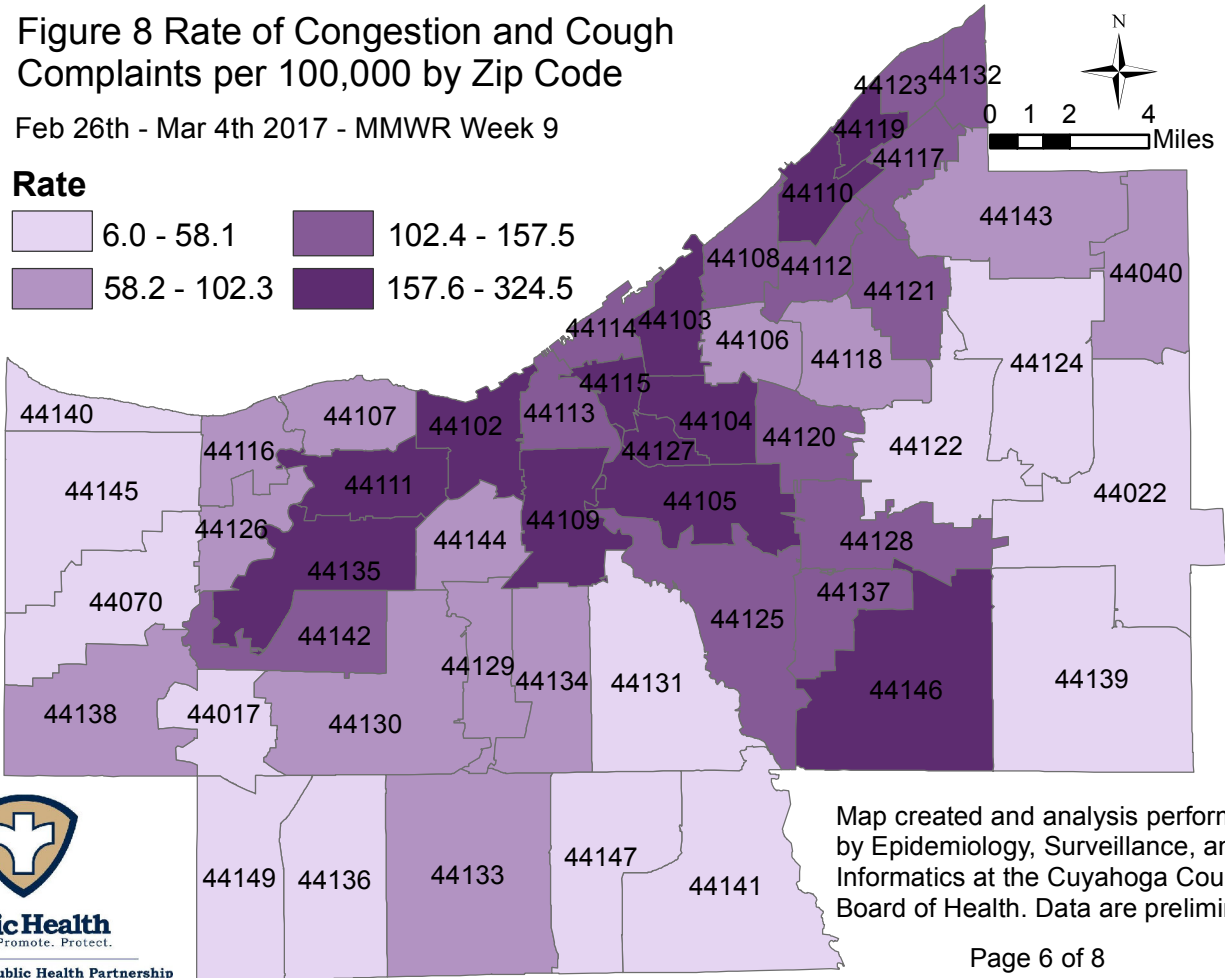 Figure 8 Rate of Congestion and Cough
Complaints per 100,000 by Zip Code
Feb 26th - Mar 4th 2017 - MMWR Week 9
Rate
6.0 - 58.1
102.4 - 157.5
58.2 - 102.3
157.6 - 324.5
N
0 1 2 4
Miles
44123
44132
44119
44117
44110
44143
44108
44112
44040
44121
44114
44103
44106
44118
44124
44140
44107
44102
44113
44115
44104
44120
44116
44127
44122
44145
44111
44105
44022
44126
44144
44109
44128
44135
44137
44070
44142
44125
44129
44134
44131
44146
44139
44138
44017
44130
44149
44136
44133
44147
44141
Map created and analysis perform
by Epidemiology, Surveillance, an
Informatics at the Cuyahoga Cou
Board of Health. Data are prelimi
Page 6 of 8
ic Health
Promote. Protect.
ublic Health Partnership